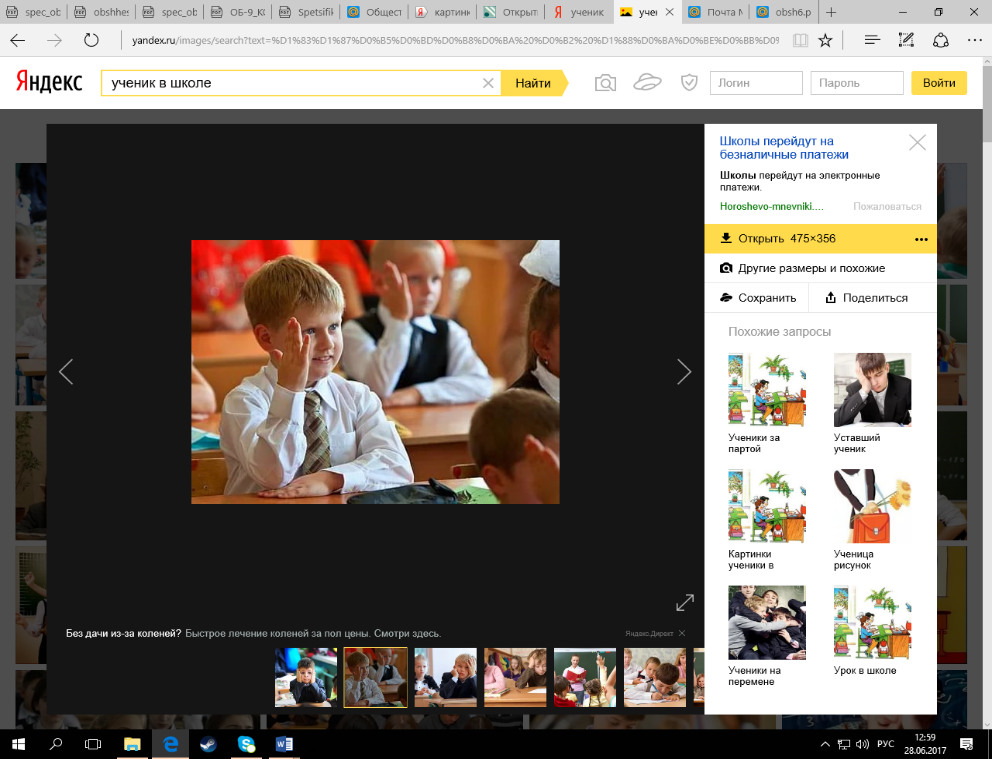 spec_ob
obshhes
spec_ob
ОБ-9_КС
Spetsifik
Общест
картинк
Открыт
ученик
учен
Почта М
obsh6.p
yandex.ru/images/search?text=%D1%83%D1%87%D0%B5%D0%BD%D0%B8%D0%BA%20%D0%B2%20%D1%88%D0%BA%D0%BE%D0%BB%D0%
Яндекс
ученик в школе
Найти
Логин
Пароль
Войти
Школы перейдут на
безналичные платежи
Школы перейдут на электронные
платежи.
Horoshevo-mnevniki....
Пожаловаться
Открыть 475×356
Другие размеры и похожие
Сохранить
Поделиться
Похожие запросы
Ученики за
партой
Уставший
ученик
Картинки
ученики в
Ученица
рисунок
Ученики на
перемене
Урок в школе
Без дачи из-за коленей? Быстрое лечение коленей за пол цены. Смотри здесь.
Яндекс.Директ
РУС
12:59
28.06.2017